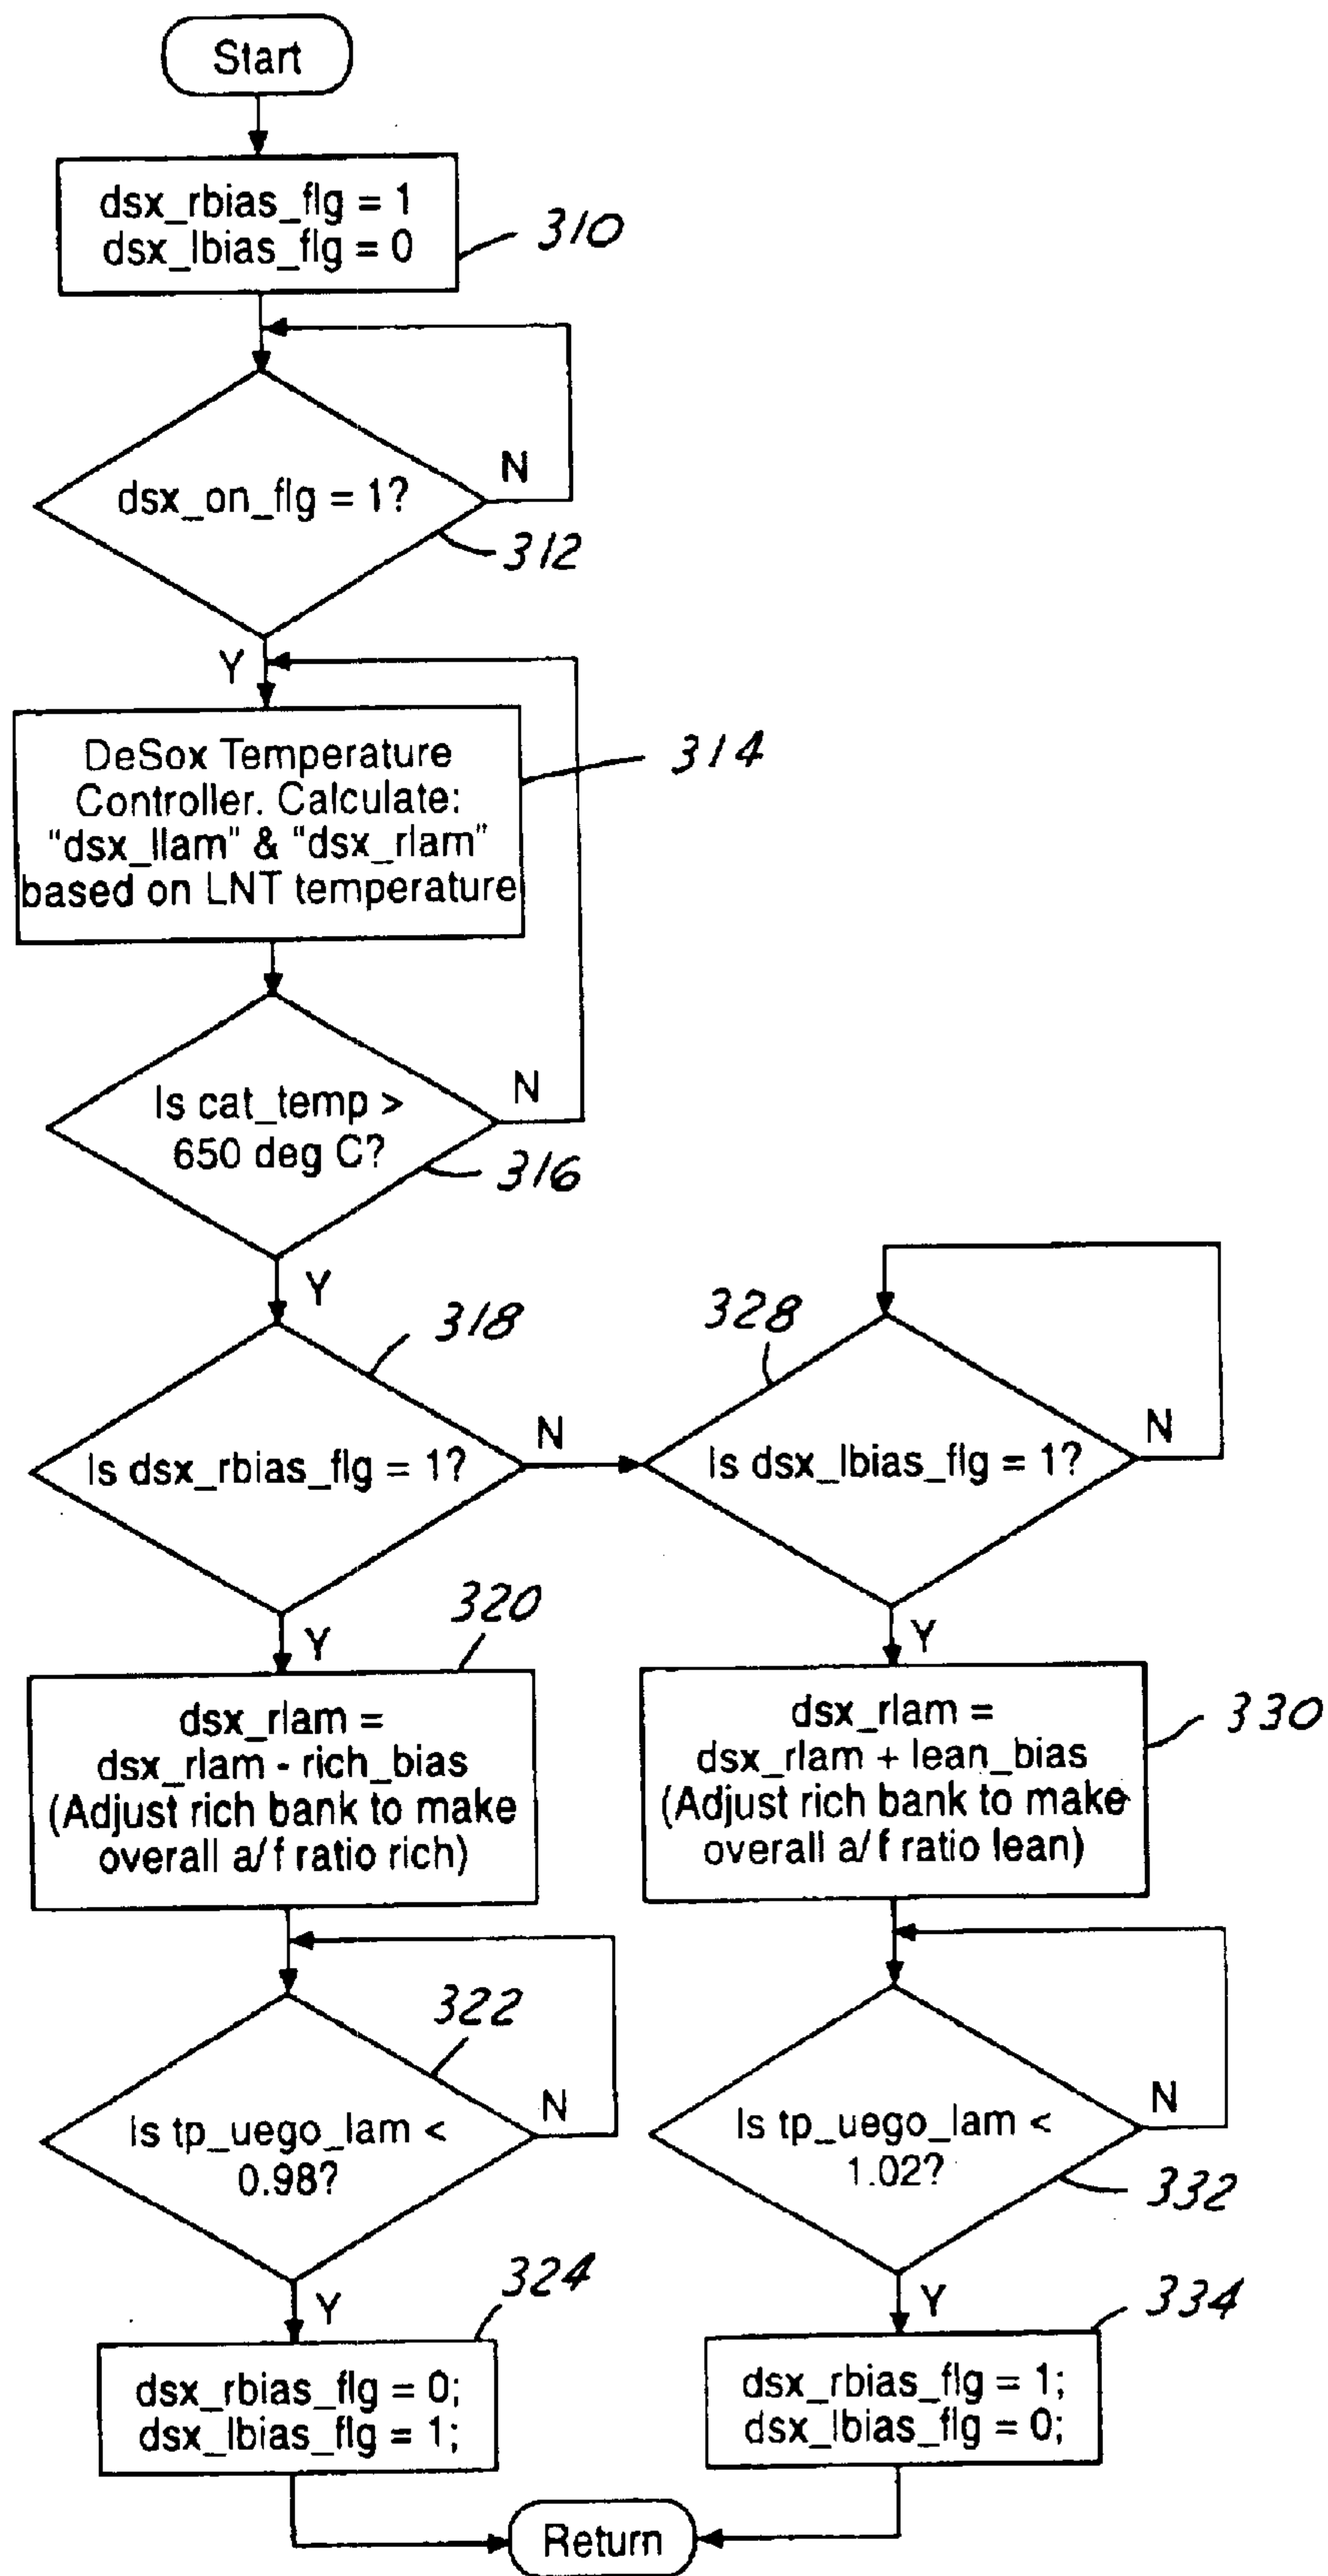 Start
dsx_rbias_flg = 1
dsx_lbias_flg = 0
310
dsx_on_flg = 1?
N
312
Y
DeSox Temperature
Controller. Calculate:
"dsx_llam" & "dsx_rlam"
based on LNT temperature
314
Is cat_temp >
650 deg C?
N
316
Y
318
Is dsx_rbias_flg = 1?
N
328
Is dsx_lbias_flg = 1?
N
Y
320
dsx_rlam =
dsx_rlam - rich_bias
(Adjust rich bank to make
overall a/f ratio rich)
Y
330
dsx_rlam =
dsx_rlam + lean_bias
(Adjust rich bank to make
overall a/f ratio lean)
322
Is tp_uego_lam <
0.98?
N
Is tp_uego_lam <
1.02?
N
332
Y
324
dsx_rbias_flg = 0;
dsx_lbias_flg = 1;
Y
334
dsx_rbias_flg = 1;
dsx_lbias_flg = 0;
Return